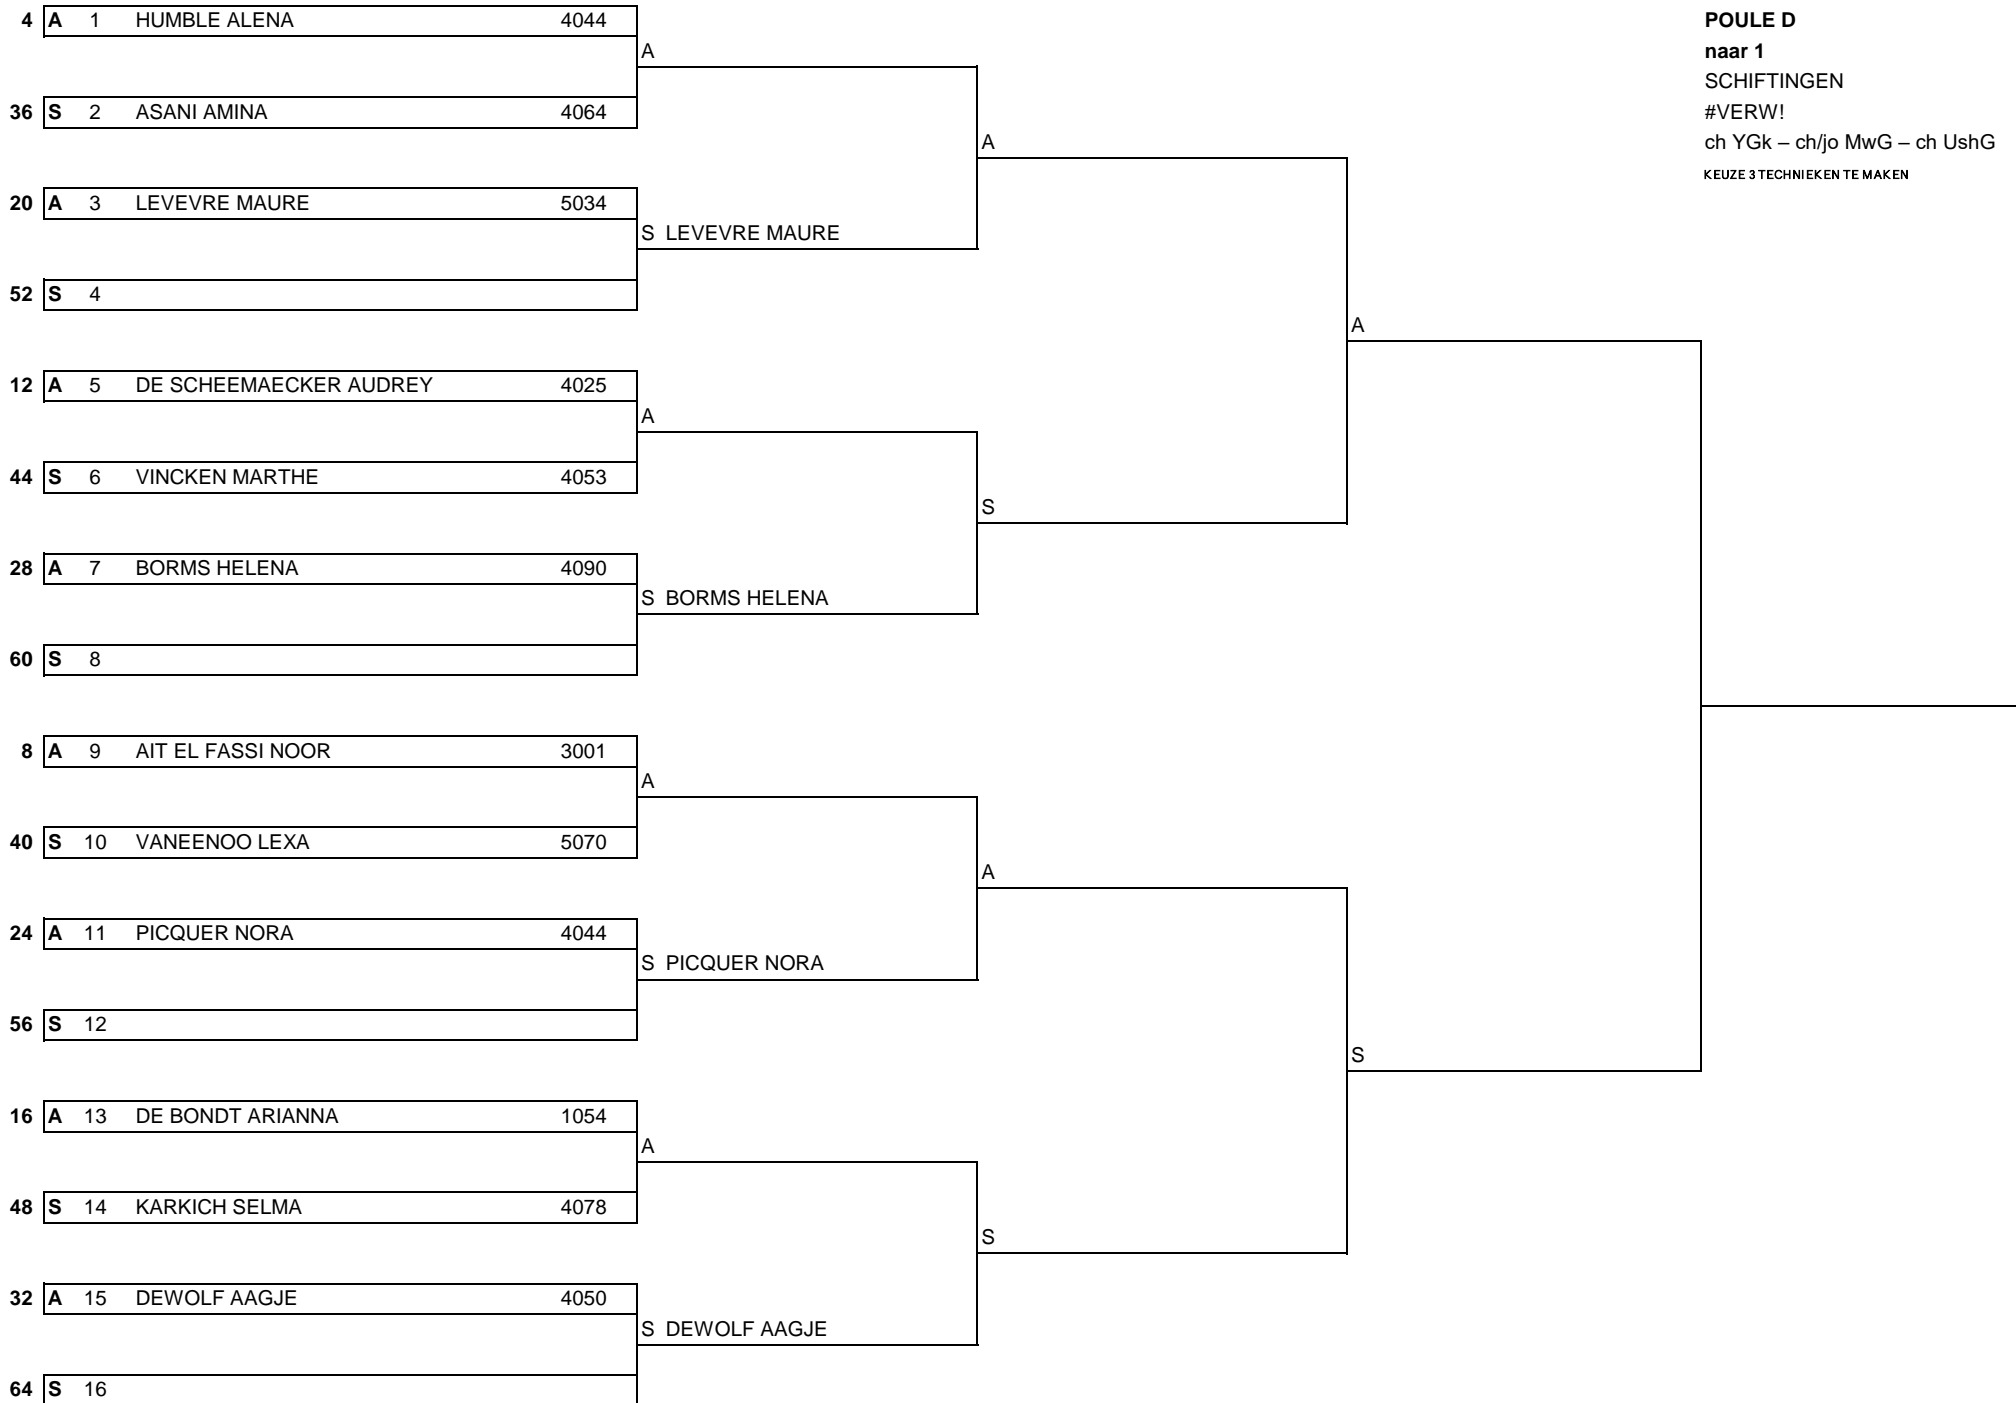 4 A 1 HUMBLE ALENA 4044
POULE D
A
naar 1
SCHIFTINGEN
36 S 2 ASANI AMINA 4064
#VERW!
A
ch YGk – ch/jo MwG – ch UshG
KEUZE 3 TECHNIEKEN TE MAKEN
20 A 3 LEVEVRE MAURE 5034
S LEVEVRE MAURE
52 S 4
A
12 A 5 DE SCHEEMAECKER AUDREY 4025
A
44 S 6 VINCKEN MARTHE 4053
S
28 A 7 BORMS HELENA 4090
S BORMS HELENA
60 S 8
8 A 9 AIT EL FASSI NOOR 3001
A
40 S 10 VANEENOO LEXA 5070
A
24 A 11 PICQUER NORA 4044
S PICQUER NORA
56 S 12
S
16 A 13 DE BONDT ARIANNA 1054
A
48 S 14 KARKICH SELMA 4078
S
32 A 15 DEWOLF AAGJE 4050
S DEWOLF AAGJE
64 S 16